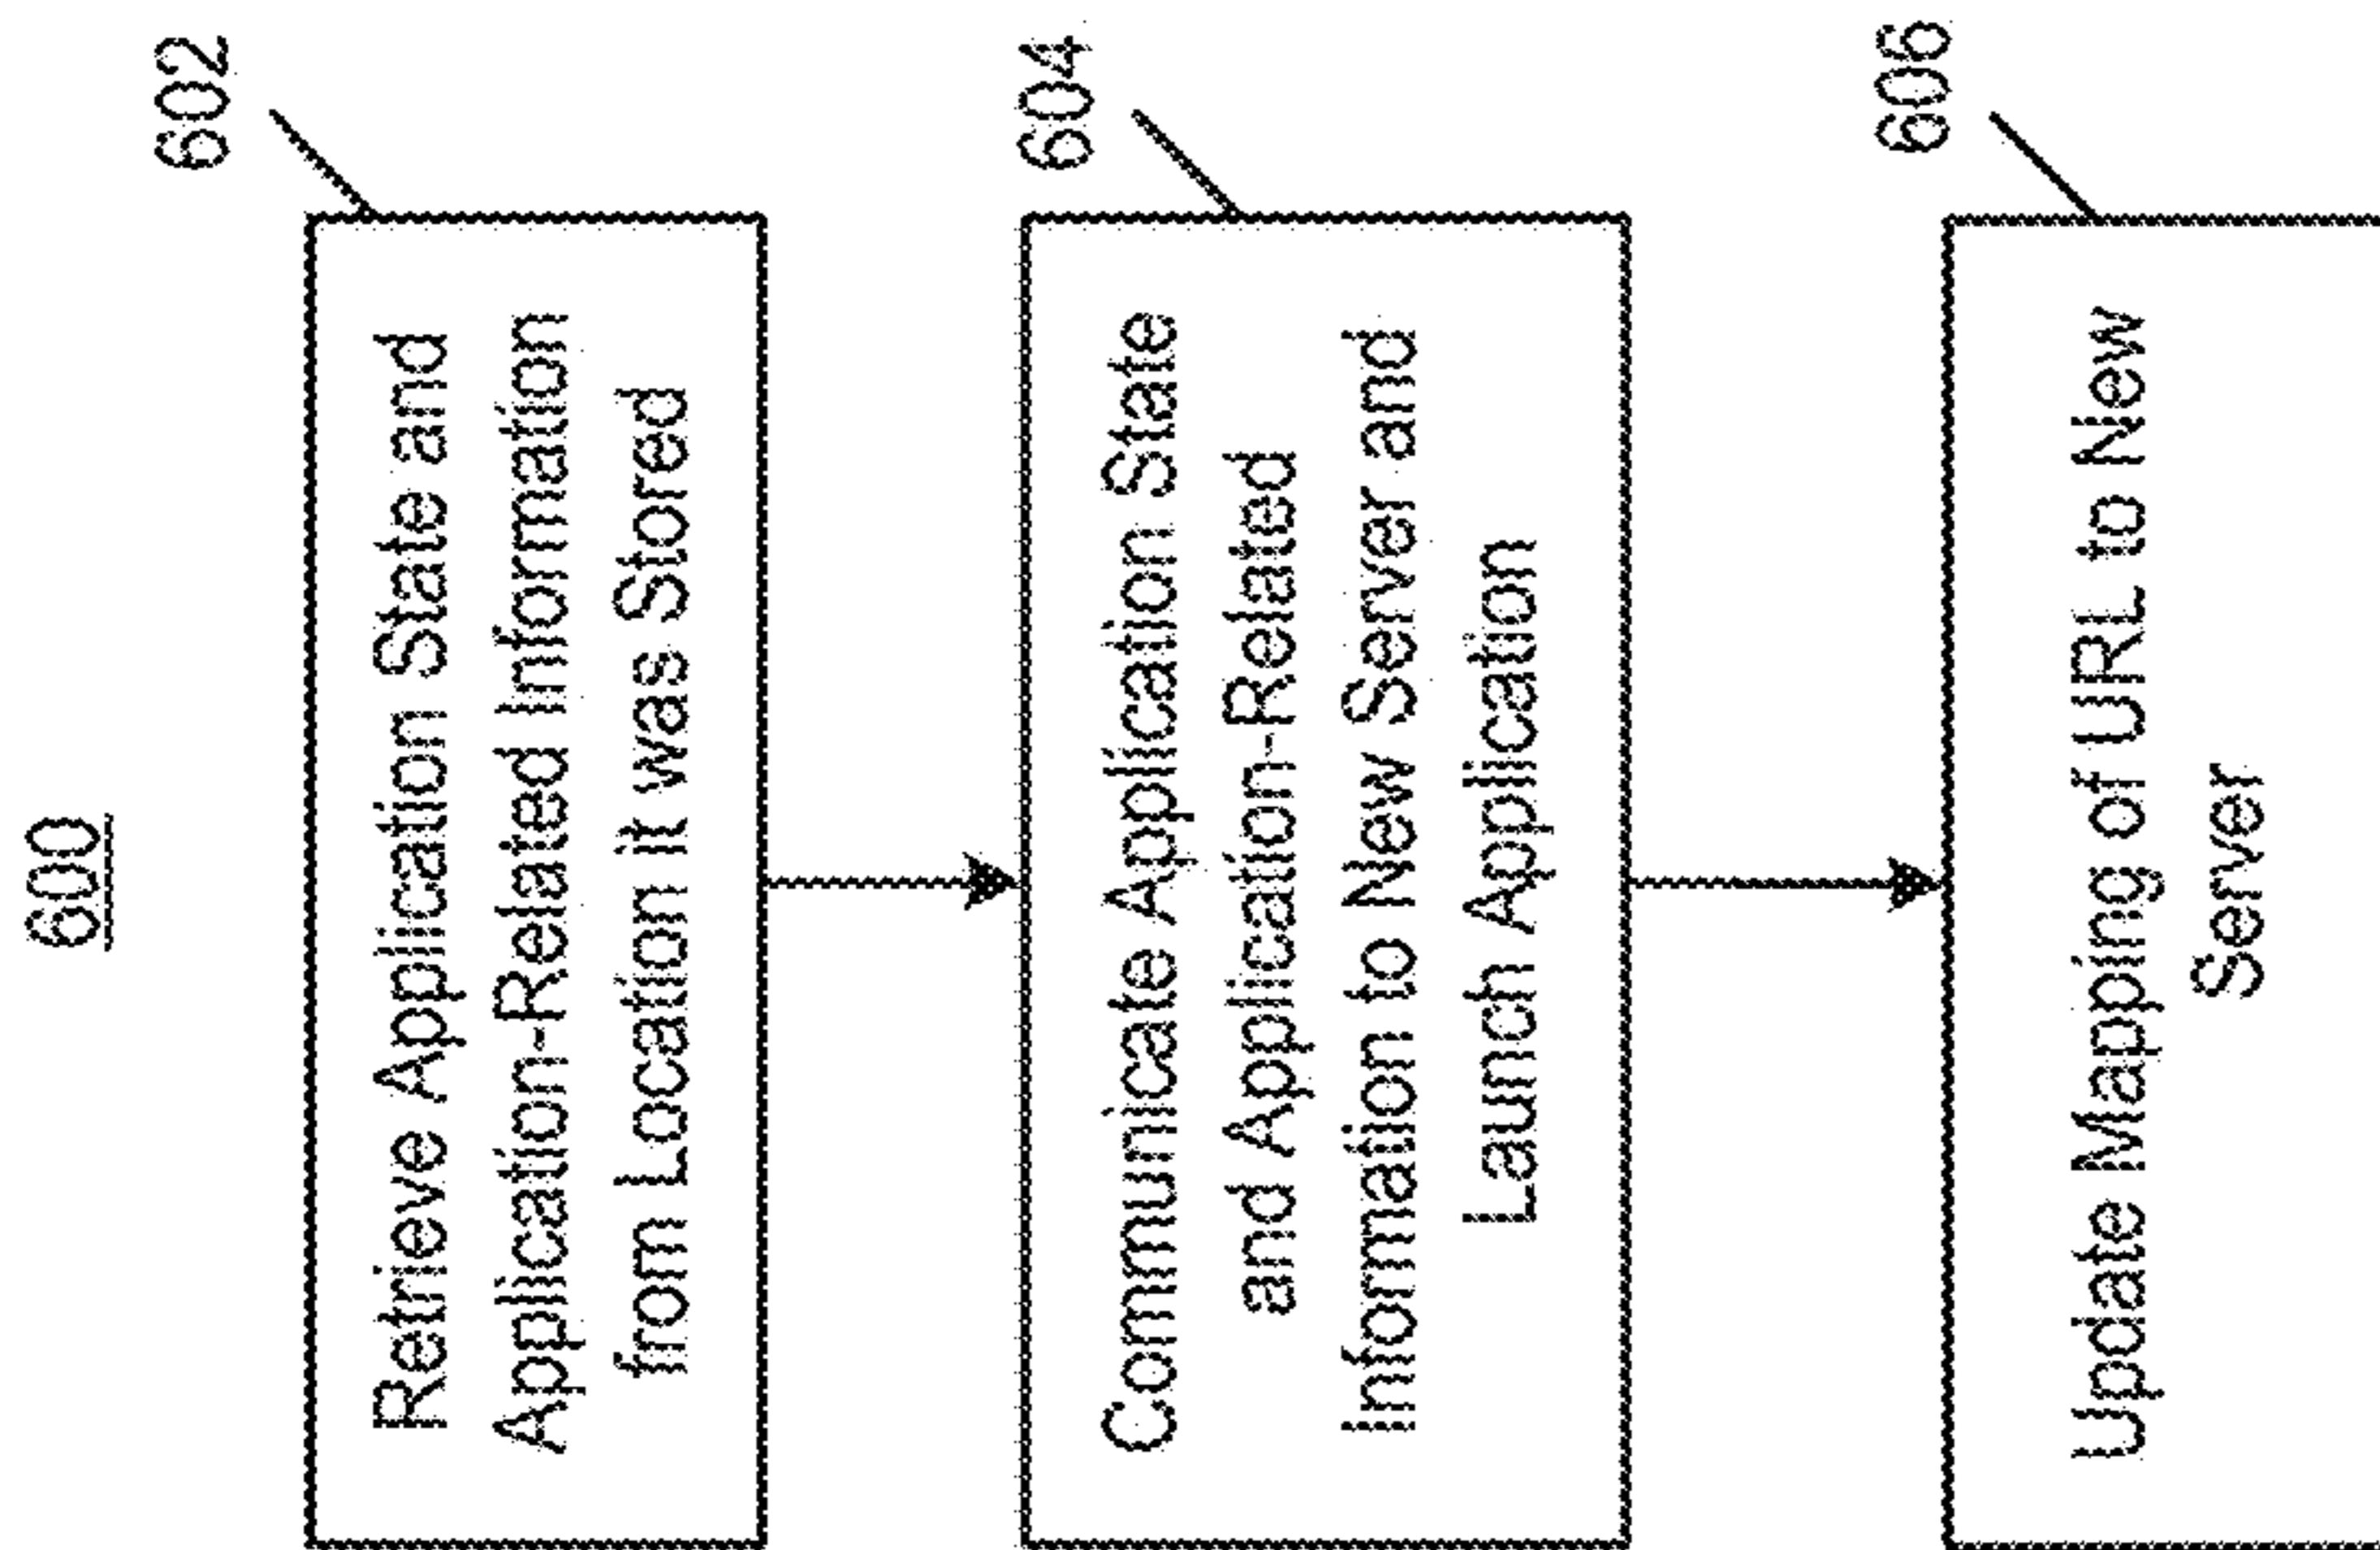 600
602
Retrieve Application State and
Application-Related Information
from Location it was Stored
604
Communicate Application State
and Application-Related
Information to New Server and
Launch Application
606
Update Mapping of URL to New
Server